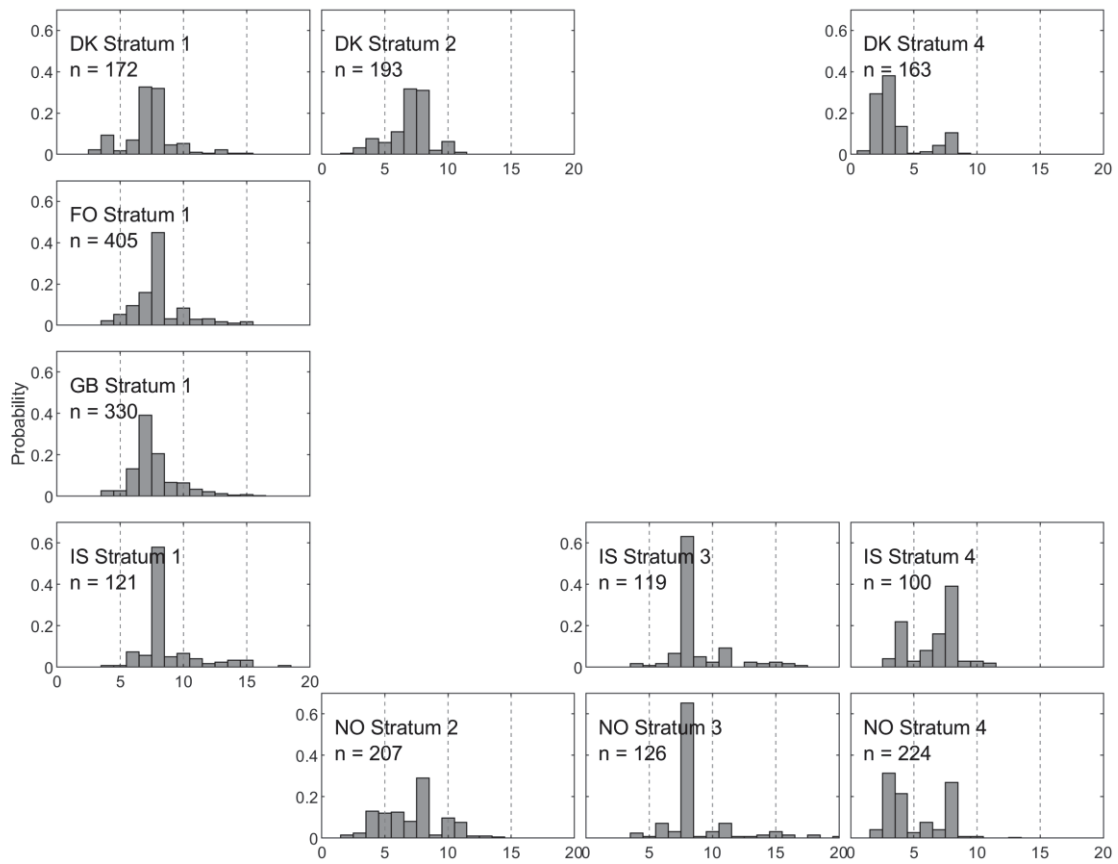 0.6
0.4
0.2
0
DK Stratum 1
n = 172
DK Stratum 2
n = 193
0 5 10 15 20
0.6
0.4
0.2
0
DK Stratum 4
n = 163
0 5 10 15 20
0.6
0.4
0.2
0
FO Stratum 1
n = 405
Probability
0.6
0.4
0.2
0
GB Stratum 1
n = 330
0.6
0.4
0.2
0
IS Stratum 1
n = 121
0 5 10 15 20
0.6
0.4
0.2
0
IS Stratum 3
n = 119
IS Stratum 4
n = 100
0.6
0.4
0.2
0
NO Stratum 2
n = 207
0 5 10 15 20
NO Stratum 3
n = 126
0 5 10 15 20
NO Stratum 4
n = 224
0 5 10 15 20